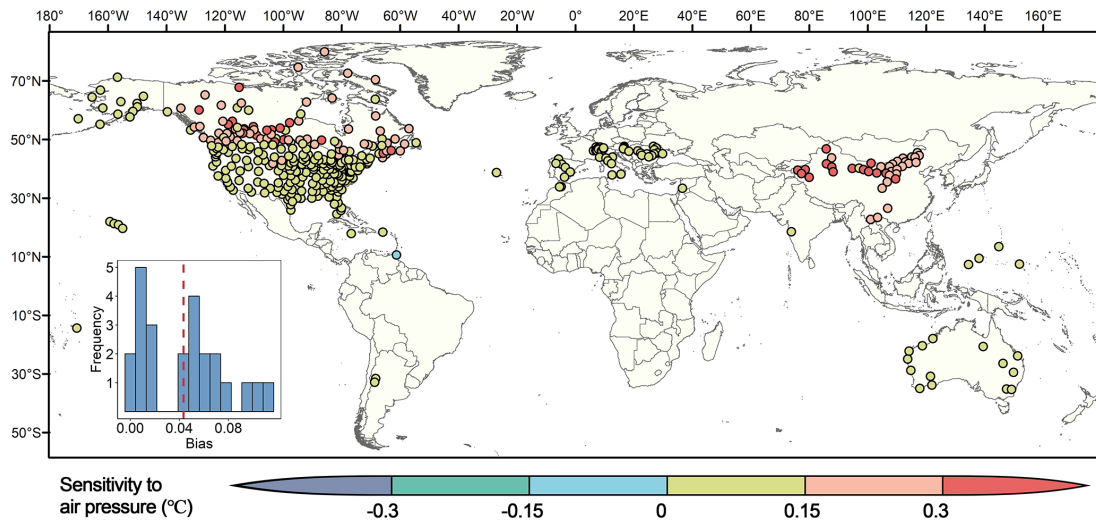 180° 160°W 140°W 120°W 100°W 80°W 60°W 40°W 20°W 0° 20°E 40°E 60°E 80°E 100°E 120°E 140°E 160°E
70°N
50°N
30°N
10°N
10°S
30°S
50°S
5
4
3
2
1
Frequency
0.00 0.04 0.08
Bias
Sensitivity to
air pressure (℃)
-0.3 -0.15 0 0.15 0.3